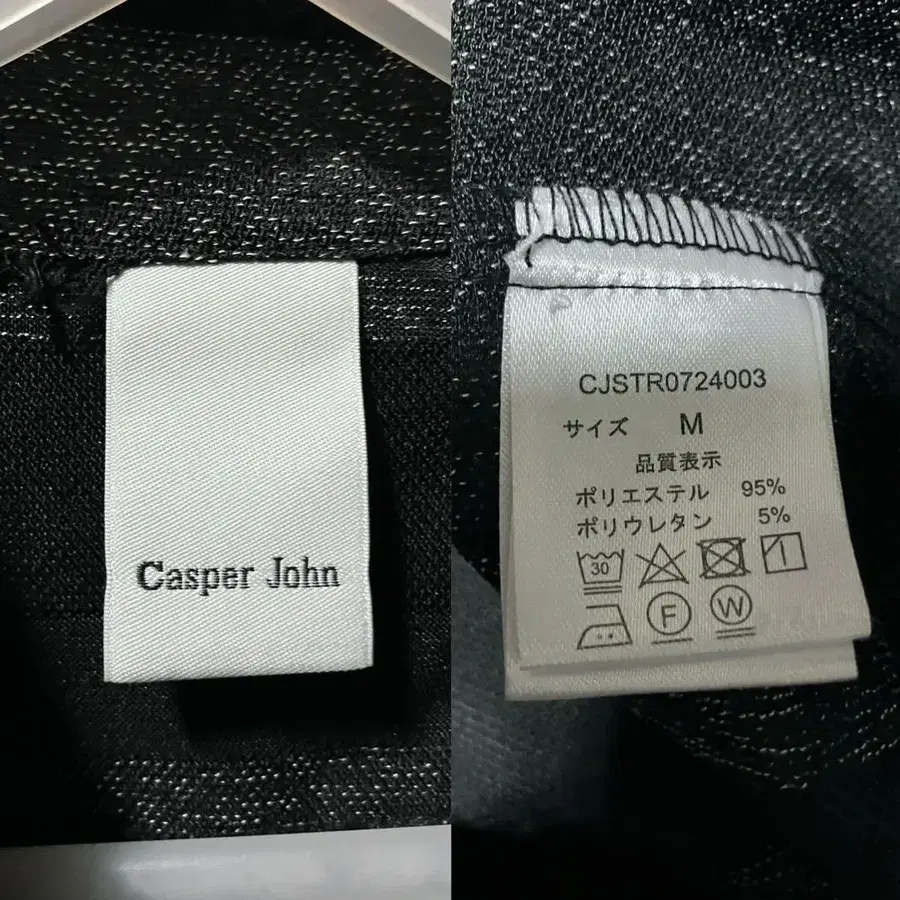 Casper John
CJSTR0724003
サイズ M
品質表示
ポリエステル 95%
ポリウレタン 5%
30
F W